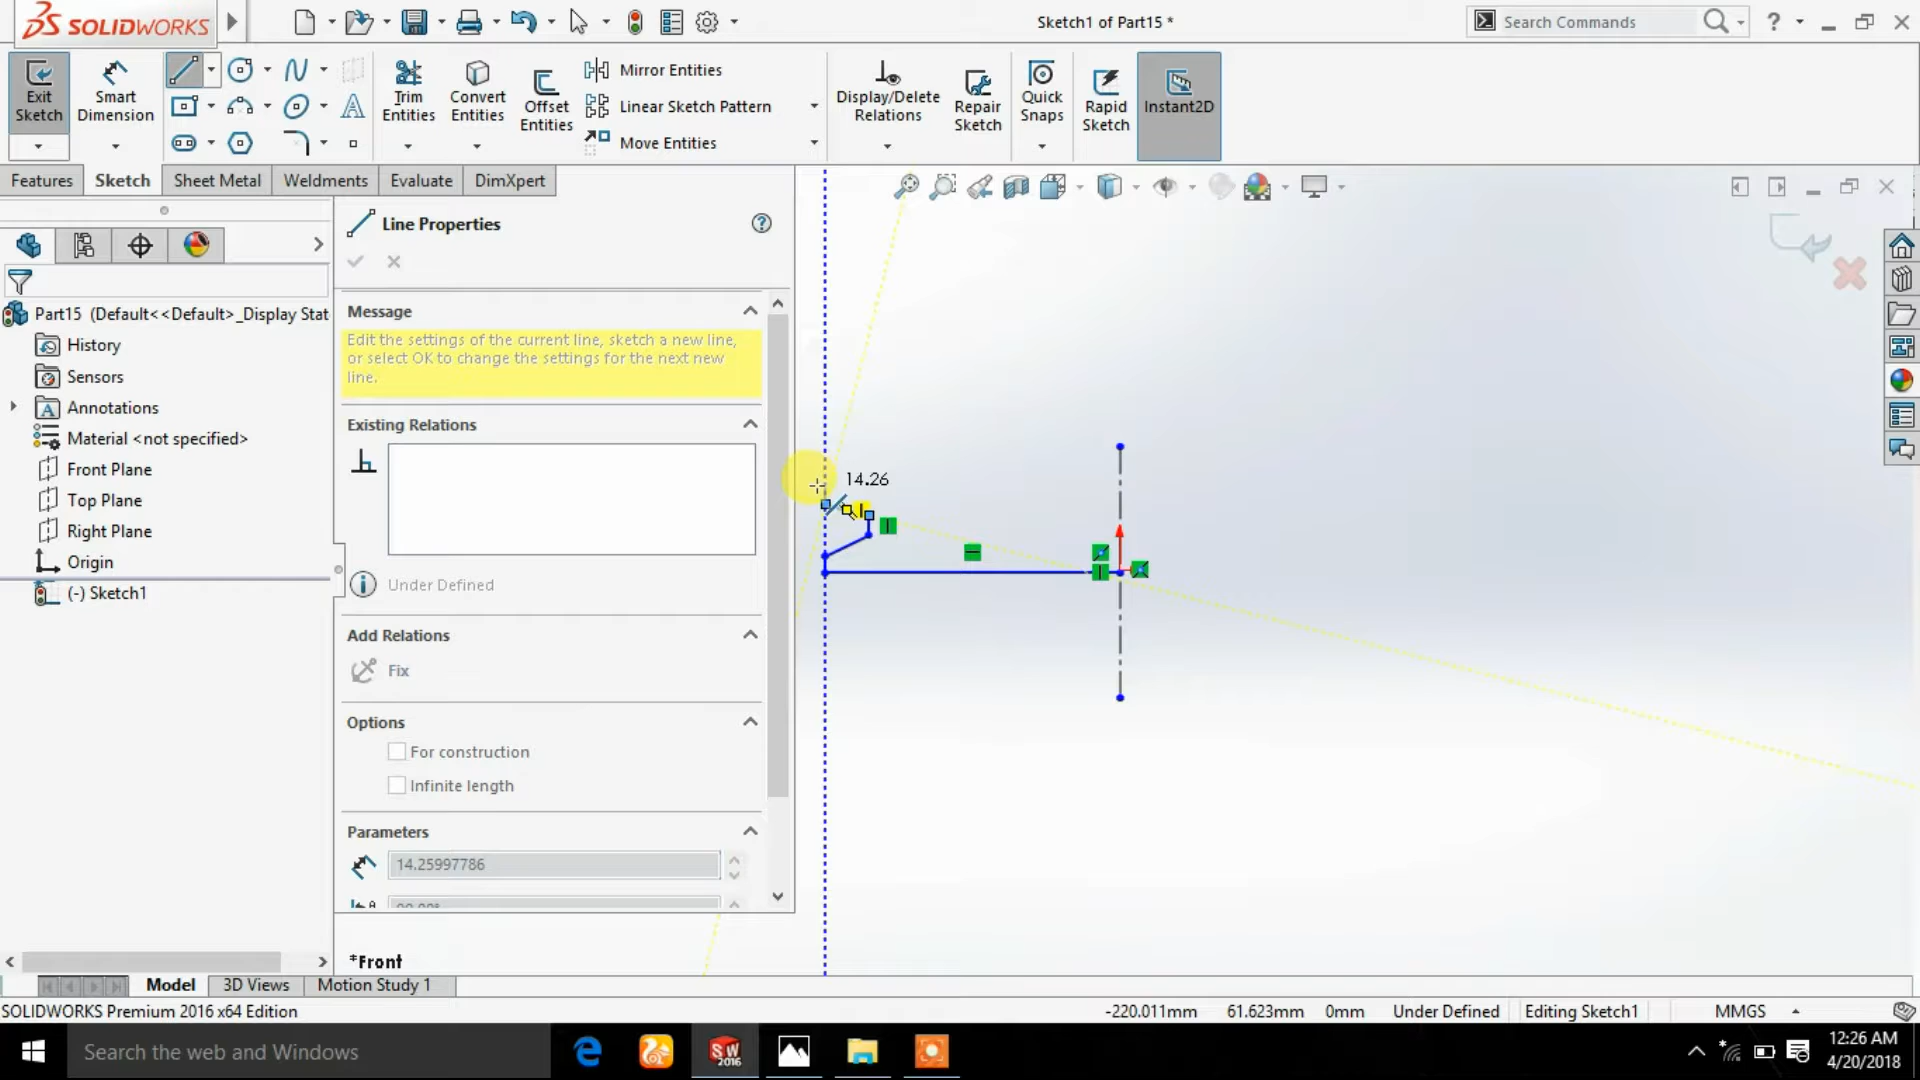 SOLIDWORKS
Sketch1 of Part15 *
Search Commands
?
Exit Sketch
Smart Dimension
Trim Entities
Convert Entities
Offset Entities
Mirror Entities
Linear Sketch Pattern
Move Entities
Display/Delete Relations
Repair Sketch
Quick Snaps
Rapid Sketch
Instant2D
Features
Sketch
Sheet Metal
Weldments
Evaluate
DimXpert
Line Properties
Part15 (Default<<Default>_Display Stat
History
Sensors
Annotations
Material <not specified>
Front Plane
Top Plane
Right Plane
Origin
(-) Sketch1
Message
Edit the settings of the current line, sketch a new line,
or select OK to change the settings for the next new
line.
Existing Relations
Under Defined
Add Relations
Fix
Options
For construction
Infinite length
Parameters
14.25997786
14.26
*Front
Model
3D Views
Motion Study 1
SOLIDWORKS Premium 2016 x64 Edition
-220.011mm
61.623mm
0mm
Under Defined
Editing Sketch1
MMGS
Search the web and Windows
SW
2016
12:26 AM
4/20/2018